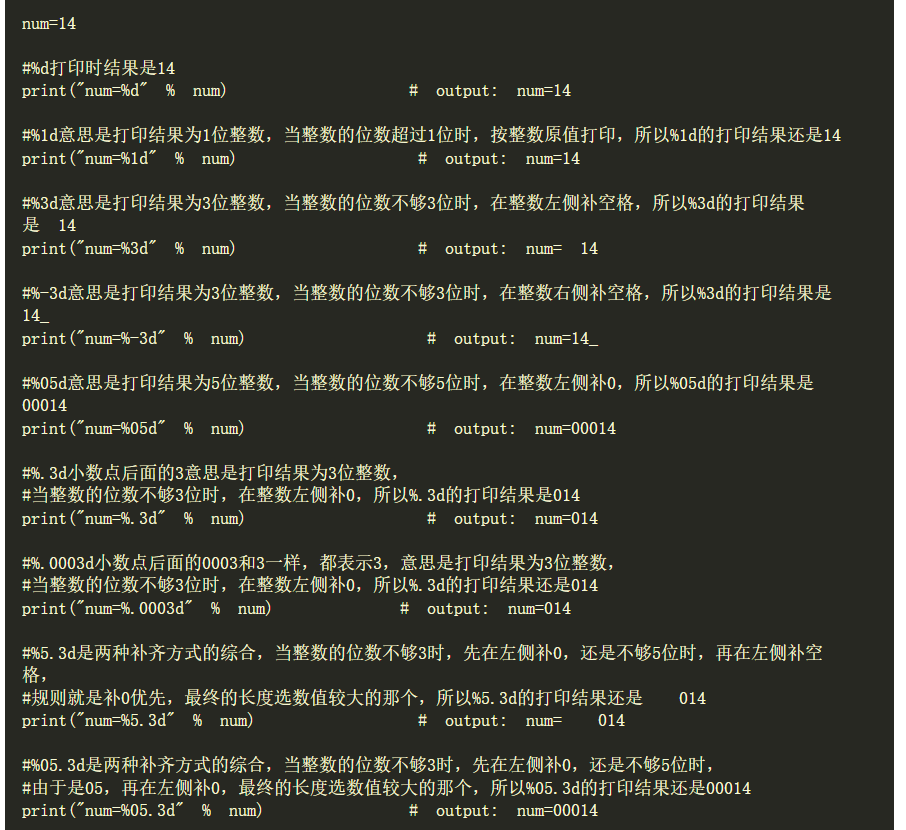 num=14
#%d打印时结果是14
print("num=%d" % num) # output: num=14
#%1d意思是打印结果为1位整数，当整数的位数超过1位时，按整数原值打印，所以%1d的打印结果还是14
print("num=%1d" % num) # output: num=14
#%3d意思是打印结果为3位整数，当整数的位数不够3位时，在整数左侧补空格，所以%3d的打印结果
是 14
print("num=%3d" % num) # output: num= 14
#%-3d意思是打印结果为3位整数，当整数的位数不够3位时，在整数右侧补空格，所以%3d的打印结果是
14_
print("num=%-3d" % num) # output: num=14_
#%05d意思是打印结果为5位整数，当整数的位数不够5位时，在整数左侧补0，所以%05d的打印结果是
00014
print("num=%05d" % num) # output: num=00014
#%.3d小数点后面的3意思是打印结果为3位整数，
#当整数的位数不够3位时，在整数左侧补0，所以%.3d的打印结果是014
print("num=%.3d" % num) # output: num=014
#%.0003d小数点后面的0003和3一样，都表示3，意思是打印结果为3位整数，
#当整数的位数不够3位时，在整数左侧补0，所以%.3d的打印结果还是014
print("num=%.0003d" % num) # output: num=014
#%5.3d是两种补齐方式的综合，当整数的位数不够3时，先在左侧补0，还是不够5位时，再在左侧补空
格，
#规则就是补0优先，最终的长度选数值较大的那个，所以%5.3d的打印结果还是 014
print("num=%5.3d" % num) # output: num= 014
#%05.3d是两种补齐方式的综合，当整数的位数不够3时，先在左侧补0，还是不够5位时，
#由于是05，再在左侧补0，最终的长度选数值较大的那个，所以%05.3d的打印结果还是00014
print("num=%05.3d" % num) # output: num=00014